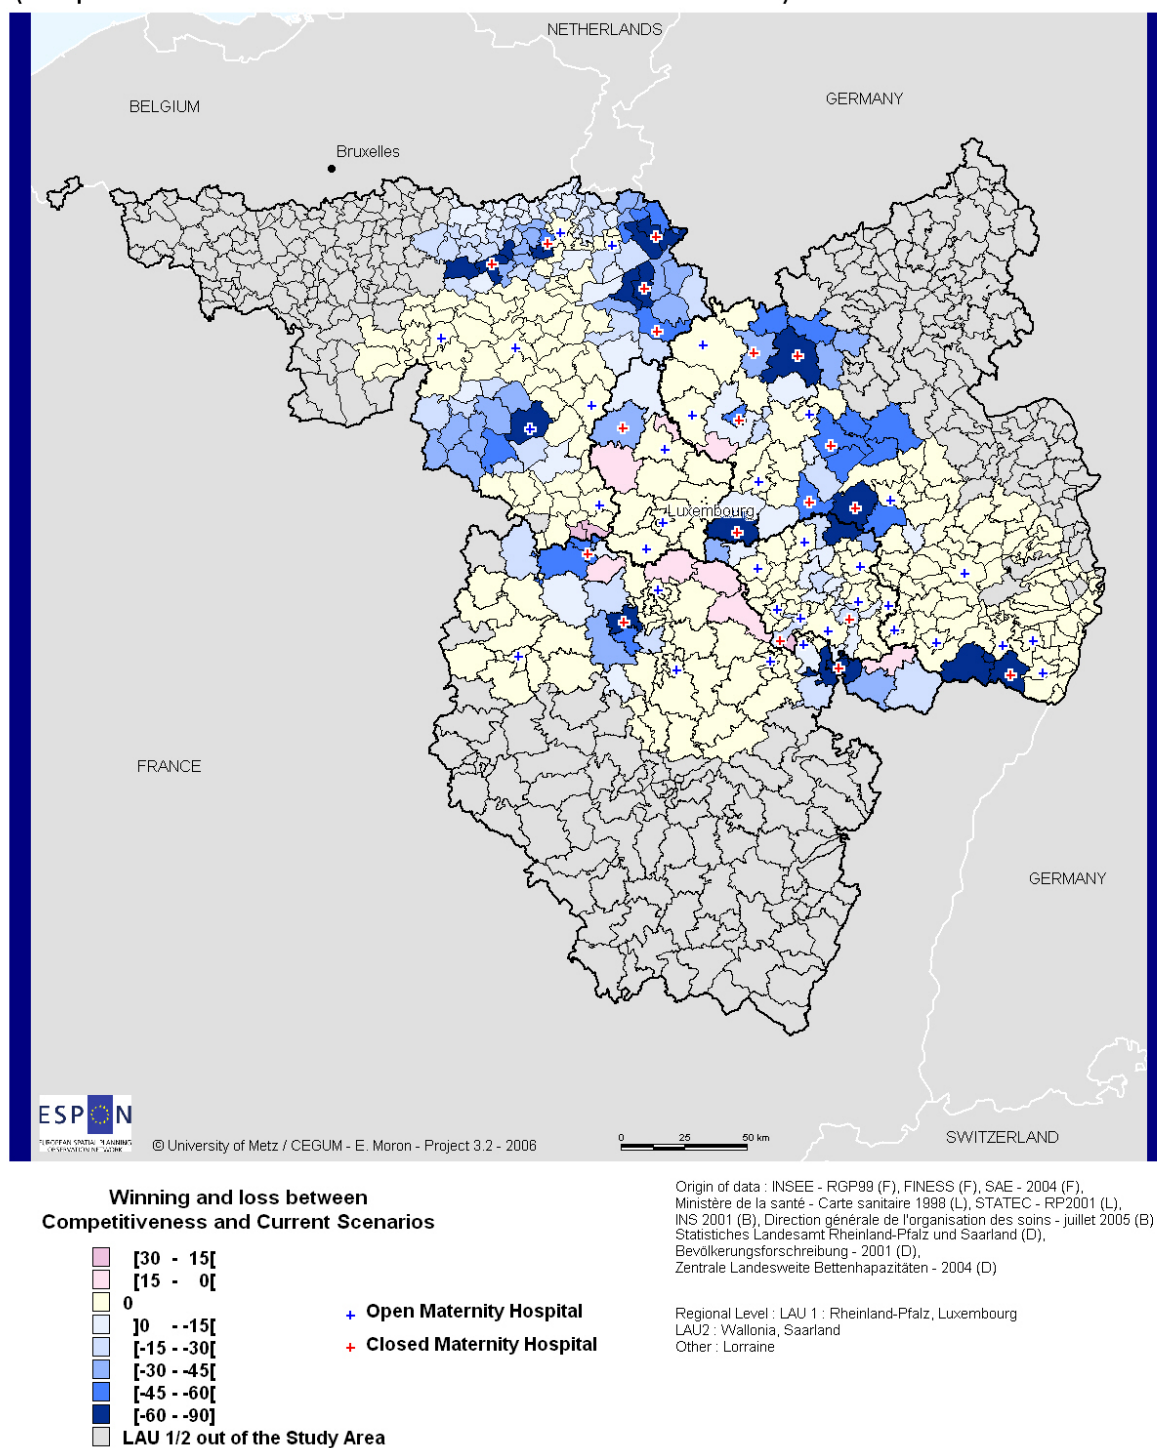 NETHERLANDS
BELGIUM
GERMANY
Bruxelles
Luxembourg
FRANCE
GERMANY
SWITZERLAND
ESPON
EUROPEAN SPATIAL PLANNING
OBSERVATION NETWORK
© University of Metz / CEGUM - E. Moron - Project 3.2 - 2006
0 25 50 km
Winning and loss between
Competitiveness and Current Scenarios
[30 - 15[
[15 - 0[
0
]0 - -15[
[-15 - -30[
[-30 - -45[
[-45 - -60[
[-60 - -90]
LAU 1/2 out of the Study Area
+ Open Maternity Hospital
+ Closed Maternity Hospital
Origin of data : INSEE - RGP99 (F), FINESS (F), SAE - 2004 (F),
Ministère de la santé - Carte sanitaire 1998 (L), STATEC - RP2001 (L),
INS 2001 (B), Direction générale de l'organisation des soins - juillet 2005 (B)
Statistiches Landesamt Rheinland-Pfalz und Saarland (D),
Bevölkerungsforschreibung - 2001 (D),
Zentrale Landesweite Bettenhapazitäten - 2004 (D)
Regional Level : LAU 1 : Rheinland-Pfalz, Luxembourg
LAU2 : Wallonia, Saarland
Other : Lorraine